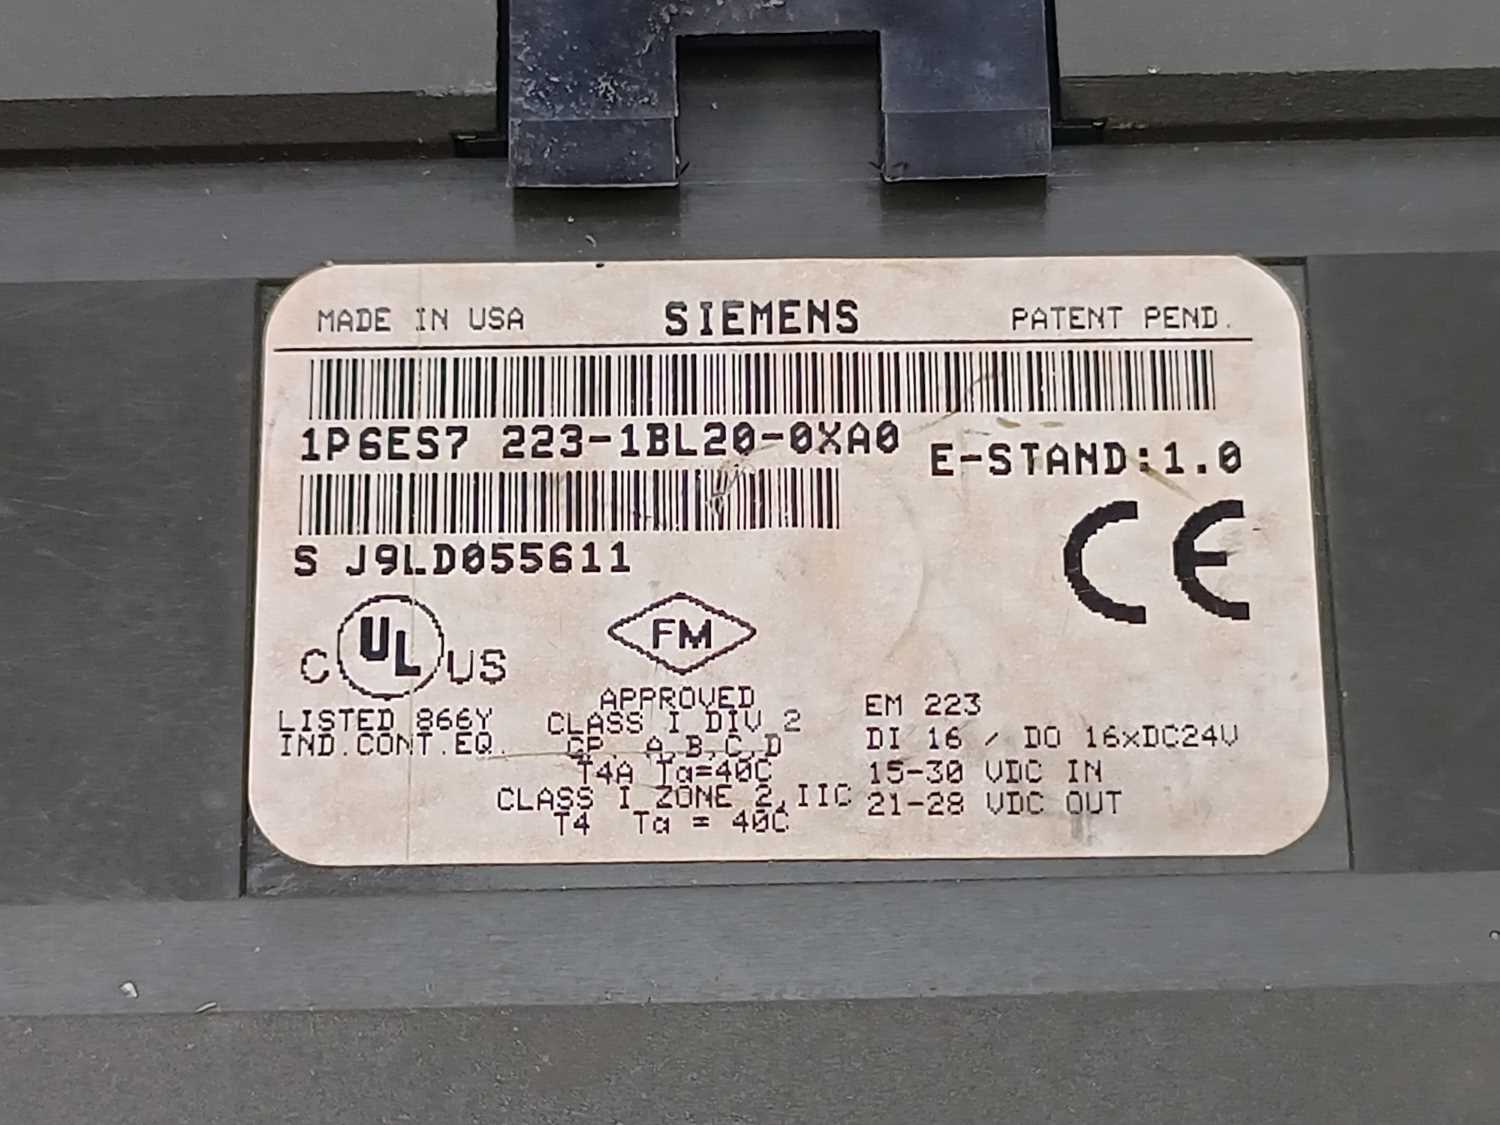 MADE IN USA SIEMENS PATENT PEND.
1P6ES7 223-1BL20-0XA0 E-STAND:1.0
S J9LD055611
CE
C UL US
FM
APPROVED
LISTED 866Y
IND.CONT.EQ.
CLASS I DIV 2
GP A,B,C,D
T4A Ta=40C
CLASS I ZONE 2,IIC
T4 Ta = 40C
EM 223
DI 16 / DO 16xDC24V
15-30 VDC IN
21-28 VDC OUT